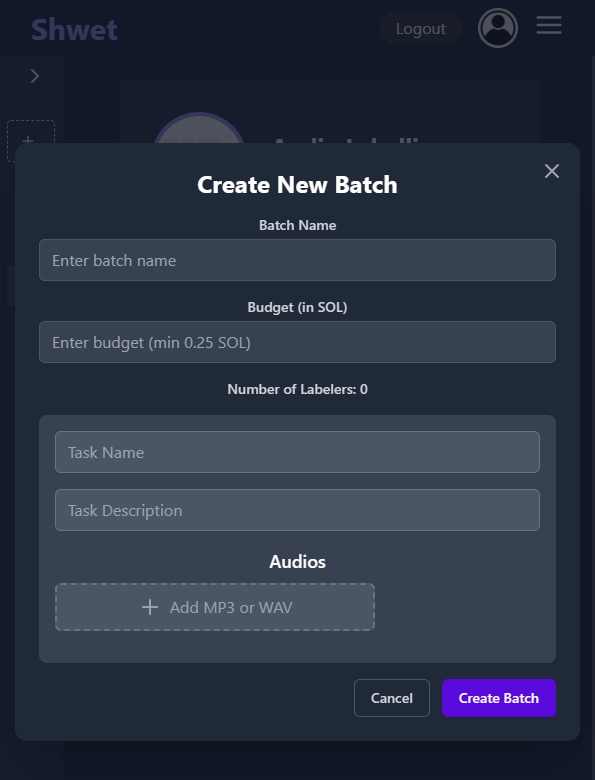 Shwet
Logout
Create New Batch
Batch Name
Enter batch name
Budget (in SOL)
Enter budget (min 0.25 SOL)
Number of Labelers: 0
Task Name
Task Description
Audios
Add MP3 or WAV
Cancel
Create Batch